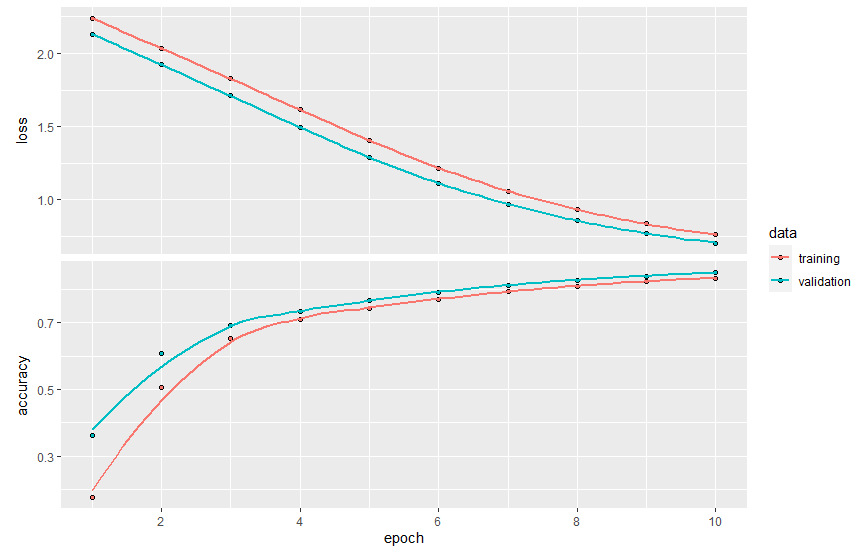 2.0
1.5
1.0
loss
0.7
0.5
0.3
accuracy
2 4 6 8 10
epoch
data
training
validation